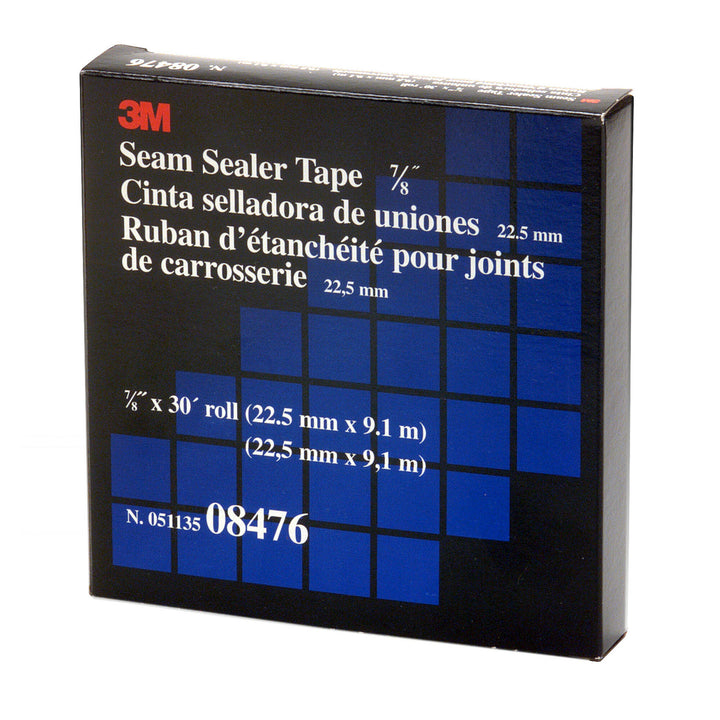 N. 08476
3M
Seam Sealer Tape 7/8″
Cinta selladora de uniones 22.5 mm
Ruban d'étanchéité pour joints
de carrosserie 22,5 mm
7/8˝ x 30´ roll (22.5 mm x 9.1 m)
(22,5 mm x 9,1 m)
N. 051135 08476